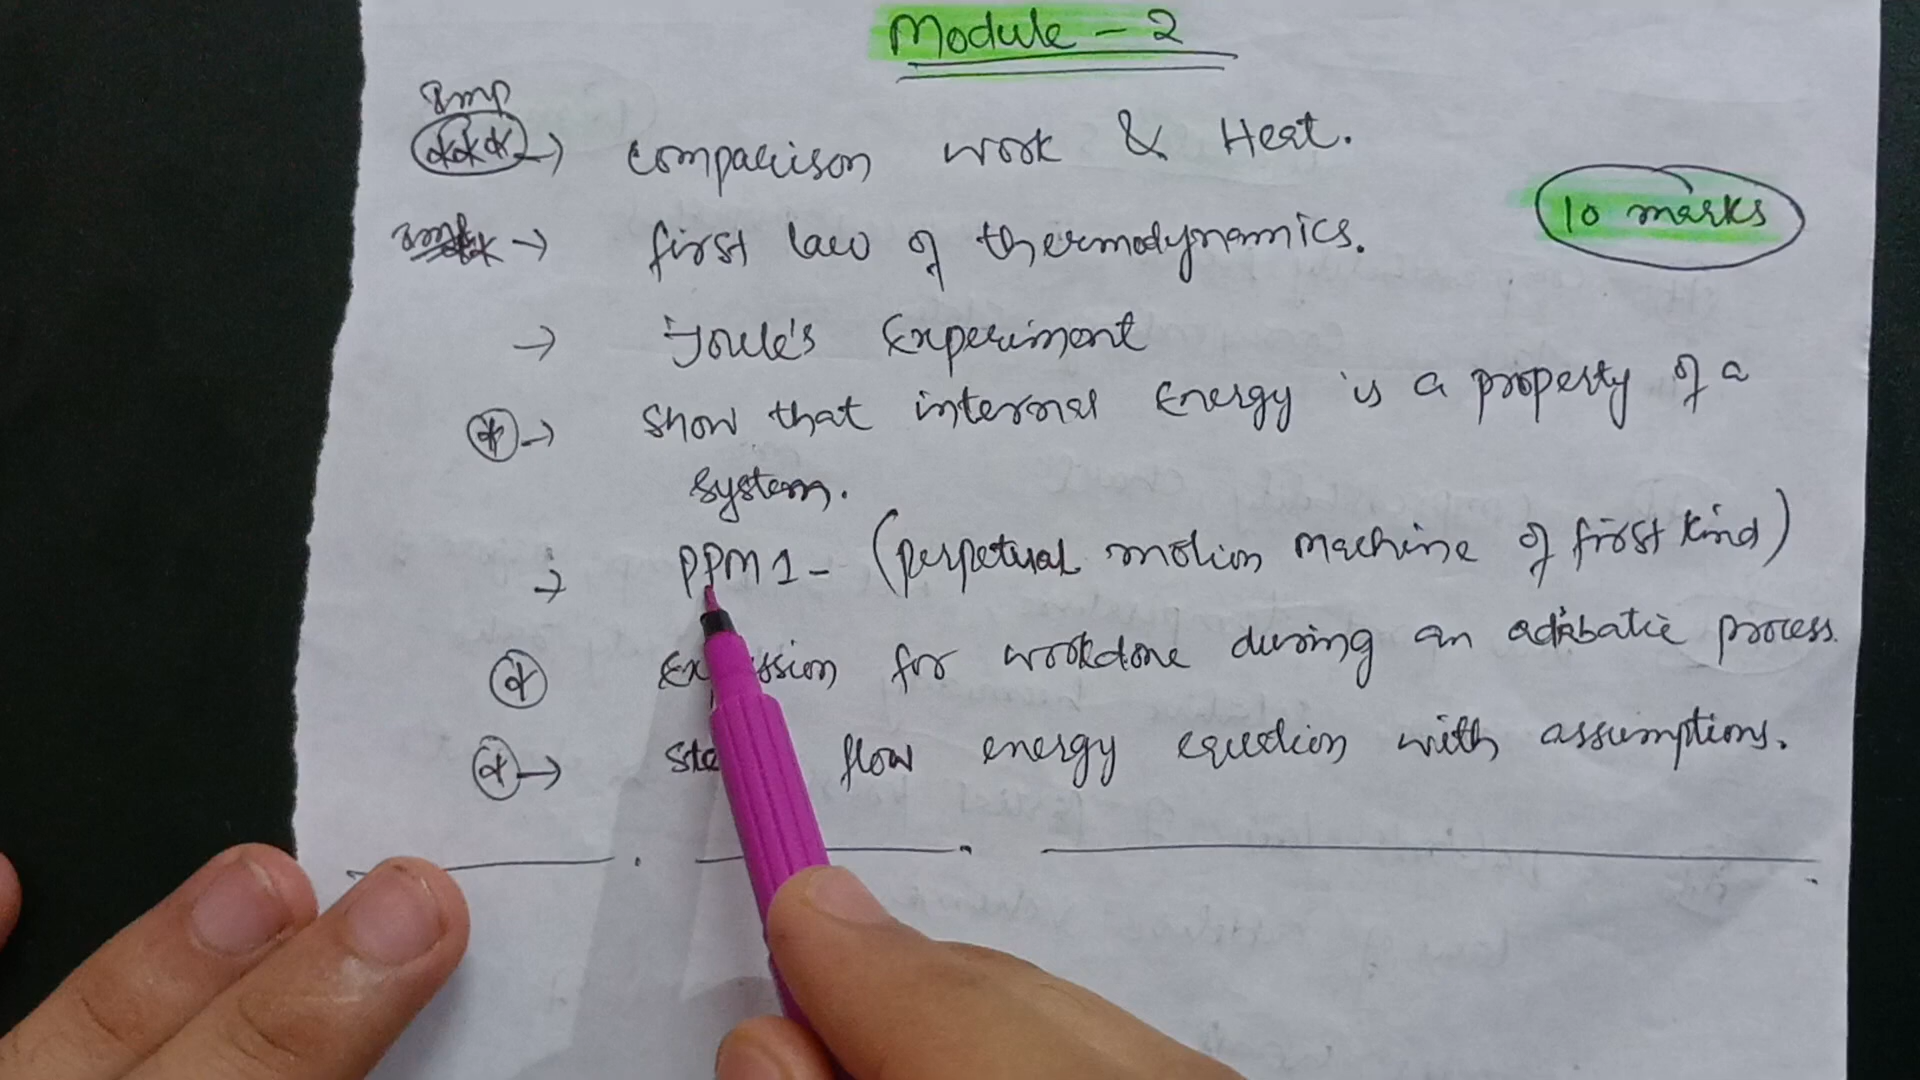 Module - 2
Imp
→ comparison work & Heat.
→ first law of thermodynamics.
10 marks
→ Joule's Experiment
→ Show that internal Energy is a property of a
system.
→ PPM 1 - (perpetual motion machine of first kind)
for workdone during an adibatic process.
→ flow energy equation with assumptions.